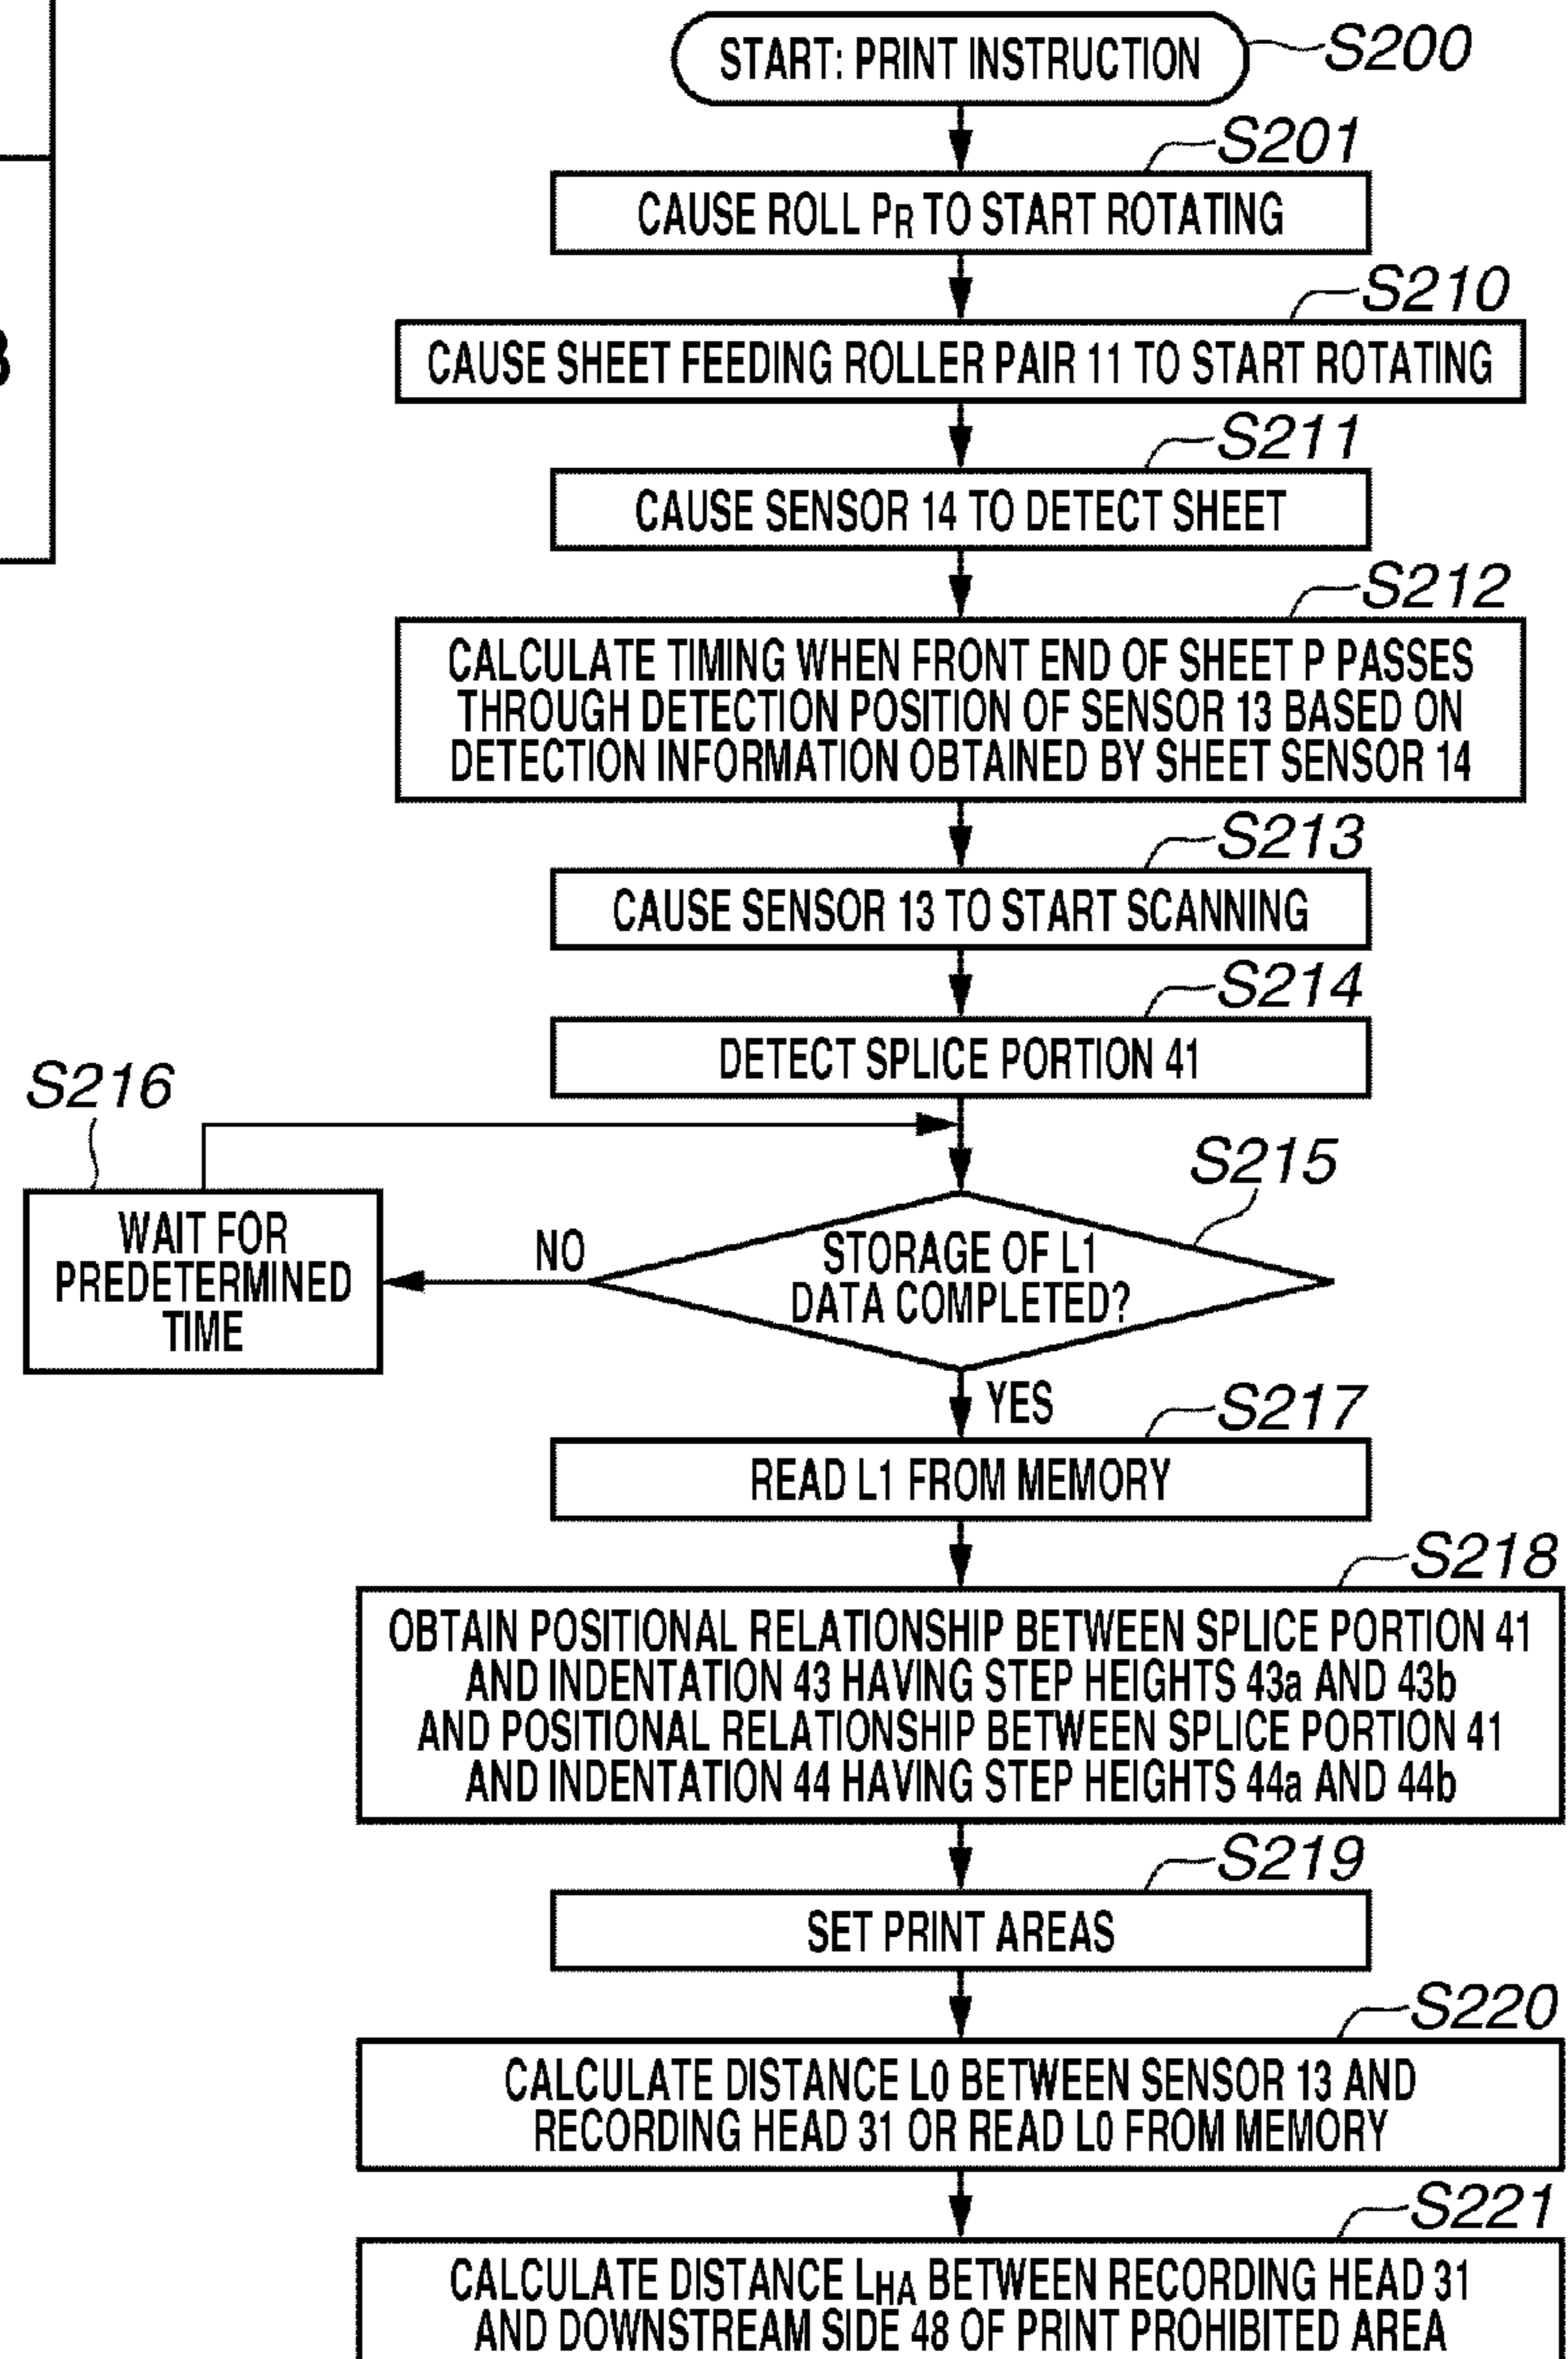 START: PRINT INSTRUCTION
S200
S201
CAUSE ROLL PR TO START ROTATING
S210
CAUSE SHEET FEEDING ROLLER PAIR 11 TO START ROTATING
S211
CAUSE SENSOR 14 TO DETECT SHEET
S212
CALCULATE TIMING WHEN FRONT END OF SHEET P PASSES
THROUGH DETECTION POSITION OF SENSOR 13 BASED ON
DETECTION INFORMATION OBTAINED BY SHEET SENSOR 14
S213
CAUSE SENSOR 13 TO START SCANNING
S214
DETECT SPLICE PORTION 41
S216
WAIT FOR
PREDETERMINED
TIME
NO
S215
STORAGE OF L1
DATA COMPLETED?
YES
S217
READ L1 FROM MEMORY
S218
OBTAIN POSITIONAL RELATIONSHIP BETWEEN SPLICE PORTION 41
AND INDENTATION 43 HAVING STEP HEIGHTS 43a AND 43b
AND POSITIONAL RELATIONSHIP BETWEEN SPLICE PORTION 41
AND INDENTATION 44 HAVING STEP HEIGHTS 44a AND 44b
S219
SET PRINT AREAS
S220
CALCULATE DISTANCE L0 BETWEEN SENSOR 13 AND
RECORDING HEAD 31 OR READ L0 FROM MEMORY
S221
CALCULATE DISTANCE LHA BETWEEN RECORDING HEAD 31
AND DOWNSTREAM SIDE 48 OF PRINT PROHIBITED AREA